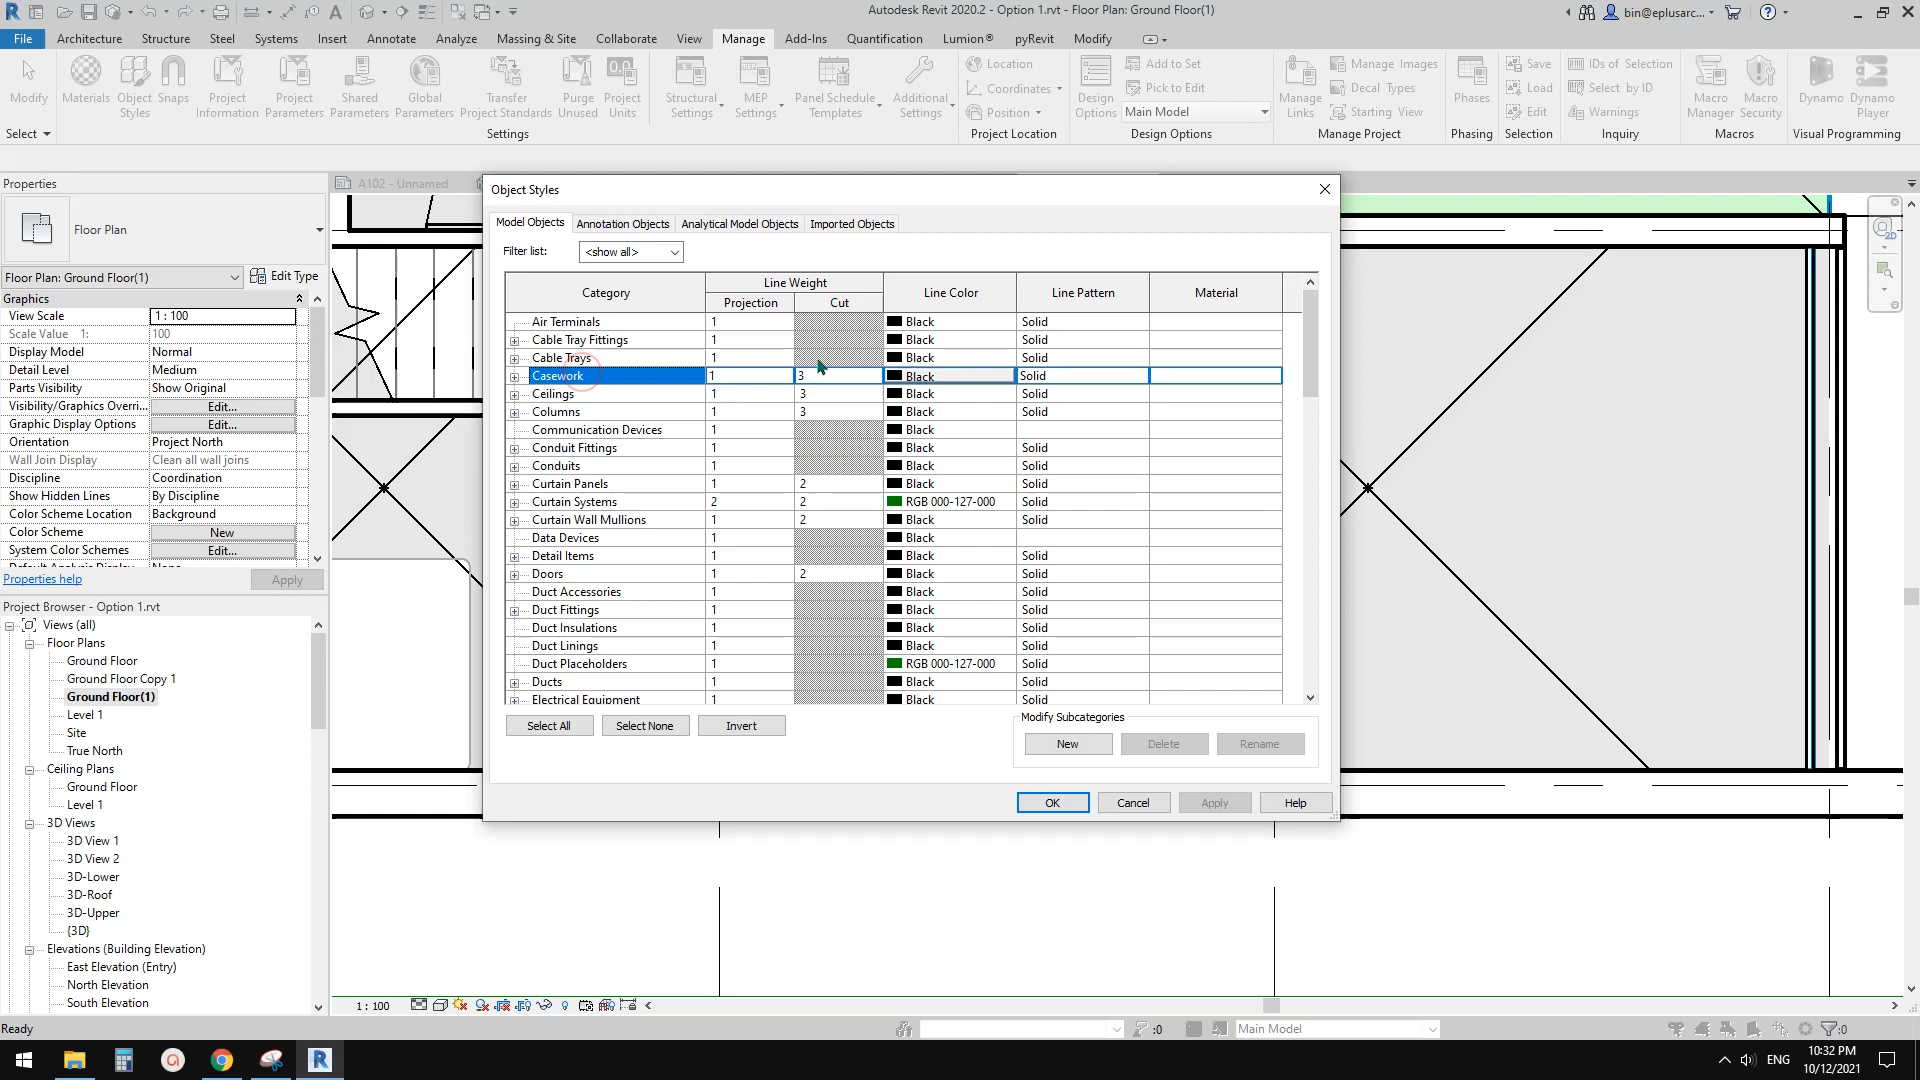 Autodesk Revit 2020.2 - Option 1.rvt - Floor Plan: Ground Floor(1)
bin@eplusarc...
File Architecture Structure Steel Systems Insert Annotate Analyze Massing & Site Collaborate View Manage Add-Ins Quantification Lumion® pyRevit Modify
Modify
Materials
Object Styles
Snaps
Project Information
Project Parameters
Shared Parameters
Global Parameters
Transfer Project Standards
Purge Unused
Project Units
Structural Settings
MEP Settings
Panel Schedule Templates
Additional Settings
Location
Coordinates
Position
Design Options
Add to Set
Pick to Edit
Main Model
Manage Links
Manage Images
Decal Types
Starting View
Phases
Save
Load
Edit
IDs of Selection
Select by ID
Warnings
Macro Manager
Macro Security
Dynamo
Dynamo Player
Select Settings Project Location Design Options Manage Project Phasing Selection Inquiry Macros Visual Programming
Properties
Floor Plan
Floor Plan: Ground Floor(1) Edit Type
Graphics
View Scale 1 : 100
Scale Value 1: 100
Display Model Normal
Detail Level Medium
Parts Visibility Show Original
Visibility/Graphics Overri... Edit...
Graphic Display Options Edit...
Orientation Project North
Wall Join Display Clean all wall joins
Discipline Coordination
Show Hidden Lines By Discipline
Color Scheme Location Background
Color Scheme New
System Color Schemes Edit...
Properties help Apply
Project Browser - Option 1.rvt
Views (all)
Floor Plans
Ground Floor
Ground Floor Copy 1
Ground Floor(1)
Level 1
Site
True North
Ceiling Plans
Ground Floor
Level 1
3D Views
3D View 1
3D View 2
3D-Lower
3D-Roof
3D-Upper
{3D}
Elevations (Building Elevation)
East Elevation (Entry)
North Elevation
South Elevation
A102 - Unnamed
Object Styles
Model Objects Annotation Objects Analytical Model Objects Imported Objects
Filter list: <show all>
Category Line Weight Line Color Line Pattern Material
Projection Cut
Air Terminals 1 Black Solid
Cable Tray Fittings 1 Black Solid
Cable Trays 1 Black Solid
Casework 1 3 Black Solid
Ceilings 1 3 Black Solid
Columns 1 3 Black Solid
Communication Devices 1 Black
Conduit Fittings 1 Black Solid
Conduits 1 Black Solid
Curtain Panels 1 2 Black Solid
Curtain Systems 2 2 RGB 000-127-000 Solid
Curtain Wall Mullions 1 2 Black Solid
Data Devices 1 Black
Detail Items 1 Black Solid
Doors 1 2 Black Solid
Duct Accessories 1 Black Solid
Duct Fittings 1 Black Solid
Duct Insulations 1 Black Solid
Duct Linings 1 Black Solid
Duct Placeholders 1 RGB 000-127-000 Solid
Ducts 1 Black Solid
Electrical Equipment 1 Black Solid
Select All Select None Invert
Modify Subcategories
New Delete Rename
OK Cancel Apply Help
1 : 100
Ready
:0
Main Model
:0
ENG
10:32 PM
10/12/2021